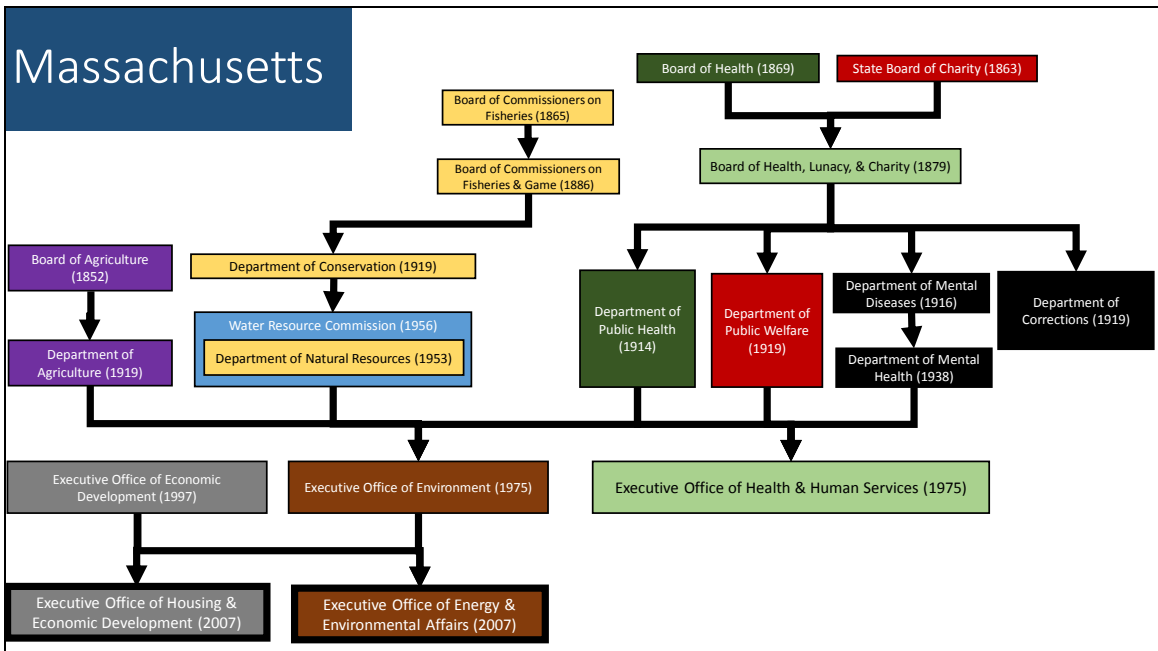 Massachusetts
Board of Health (1869)
State Board of Charity (1863)
Board of Commissioners on
Fisheries (1865)
Board of Commissioners on
Fisheries & Game (1886)
Board of Health, Lunacy, & Charity (1879)
Board of Agriculture
(1852)
Department of Conservation (1919)
Department of
Public Health
(1914)
Department of
Public Welfare
(1919)
Department of Mental
Diseases (1916)
Department of
Corrections (1919)
Water Resource Commission (1956)
Department of Natural Resources (1953)
Department of
Agriculture (1919)
Department of Mental
Health (1938)
Executive Office of Economic
Development (1997)
Executive Office of Environment (1975)
Executive Office of Health & Human Services (1975)
Executive Office of Housing &
Economic Development (2007)
Executive Office of Energy &
Environmental Affairs (2007)